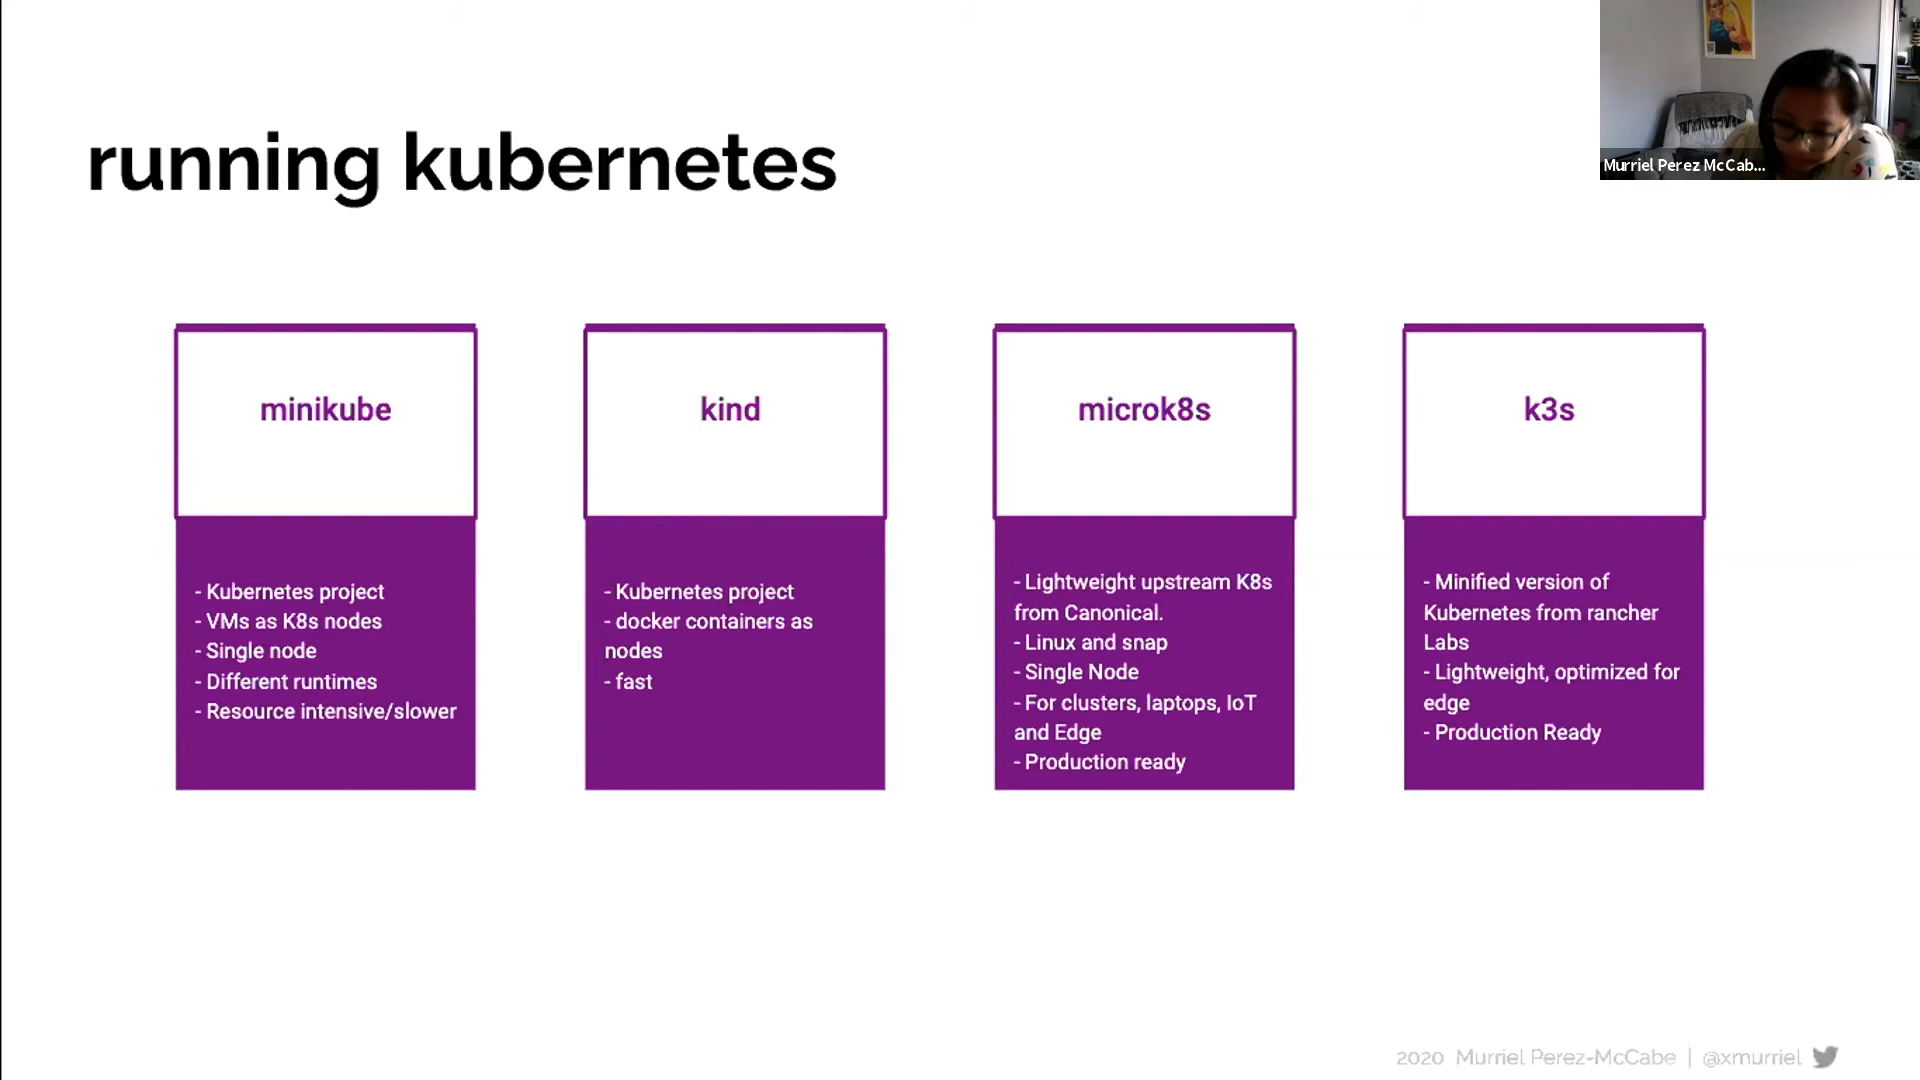 Murriel Perez McCab...
running kubernetes
minikube
- Kubernetes project
- VMs as K8s nodes
- Single node
- Different runtimes
- Resource intensive/slower
kind
- Kubernetes project
- docker containers as
nodes
- fast
microk8s
- Lightweight upstream K8s
from Canonical.
- Linux and snap
- Single Node
- For clusters, laptops, IoT
and Edge
- Production ready
k3s
- Minified version of
Kubernetes from rancher
Labs
- Lightweight, optimized for
edge
- Production Ready
2020 Murriel Perez-McCabe | @xmurriel